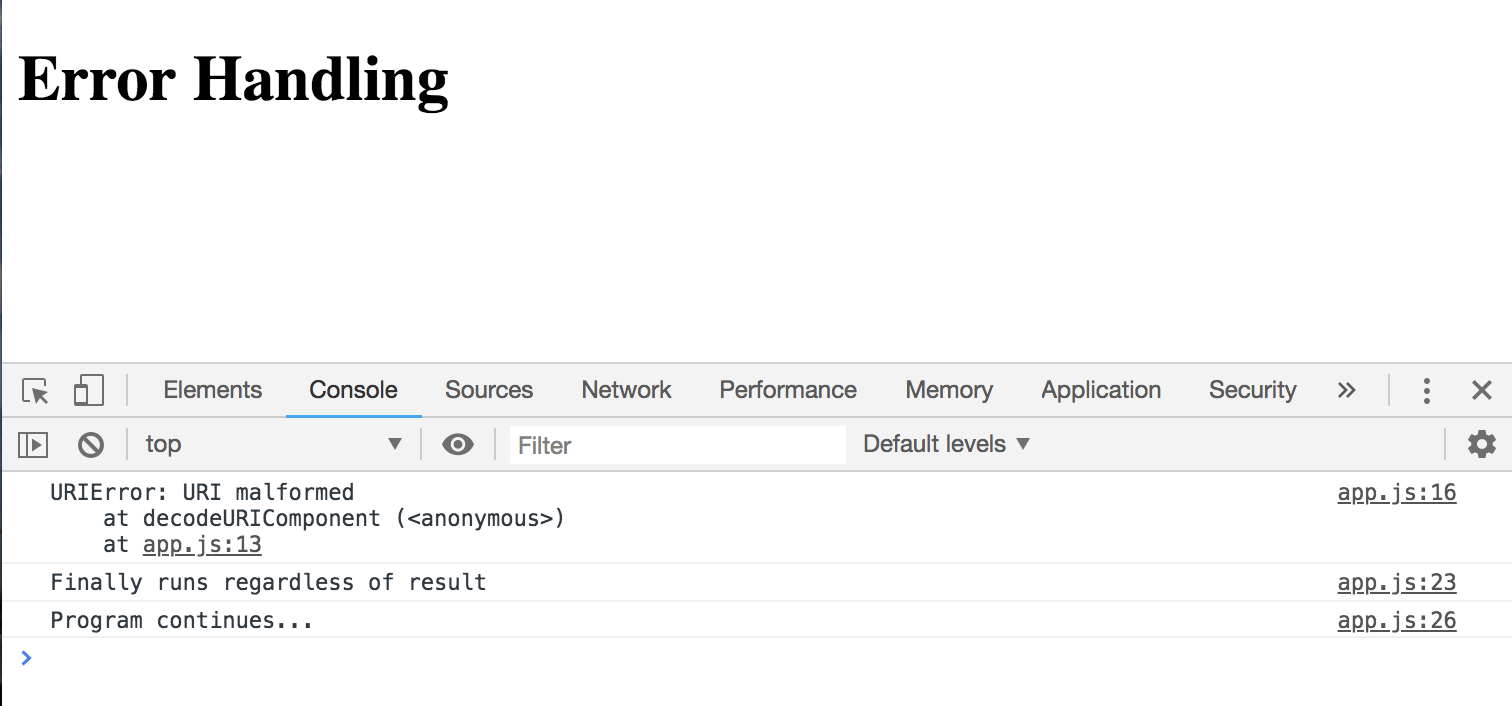 Error Handling
Elements Console Sources Network Performance Memory Application Security »
top ▼ Filter Default levels ▼
URIError: URI malformed app.js:16
    at decodeURIComponent (<anonymous>)
    at app.js:13
Finally runs regardless of result app.js:23
Program continues... app.js:26
>